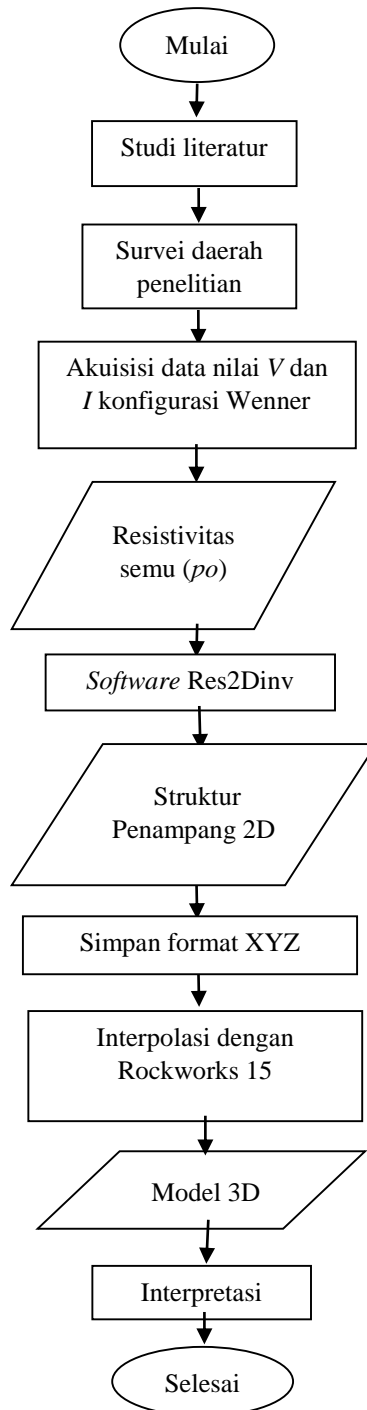 Mulai
Studi literatur
Survei daerah
penelitian
Akuisisi data nilai V dan
I konfigurasi Wenner
Resistivitas
semu (po)
Software Res2Dinv
Struktur
Penampang 2D
Simpan format XYZ
Interpolasi dengan
Rockworks 15
Model 3D
Interpretasi
Selesai